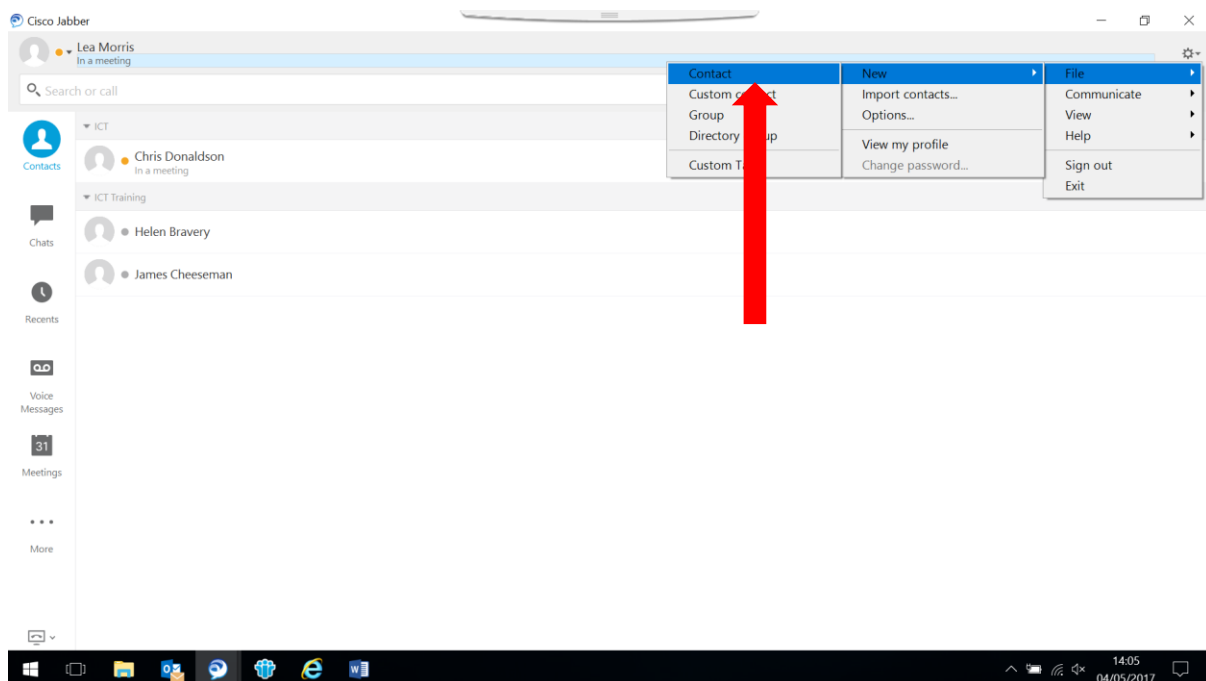 Cisco Jabber
Lea Morris
In a meeting
Search or call
Contact
Custom
Group
Directory
Custom
New
Import contacts...
Options...
View my profile
Change password...
File
Communicate
View
Help
Sign out
Exit
Contacts
Chats
Recents
Voice
Messages
31
Meetings
More
ICT
Chris Donaldson
In a meeting
ICT Training
Helen Bravery
James Cheeseman
14:05
04/05/2017